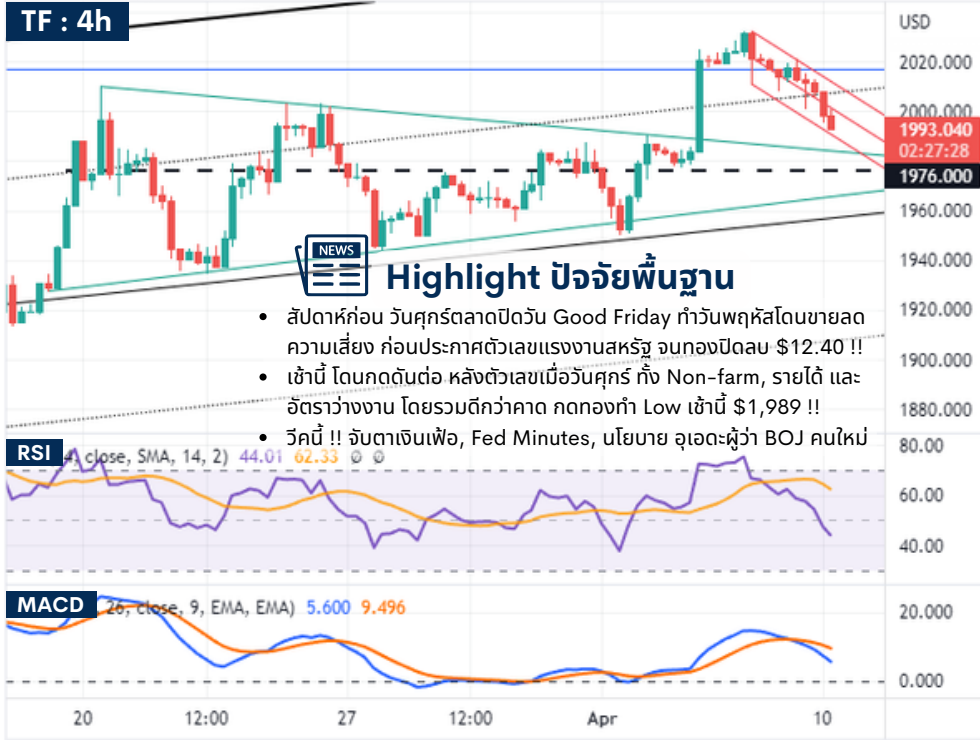 TF : 4h
USD
2020.000
2000.000
1993.040
02:27:28
1976.000
1960.000
1940.000
1920.000
1900.000
1880.000
NEWS
Highlight ปัจจัยพื้นฐาน
• สัปดาห์ก่อน วันศุกร์ตลาดปิดวัน Good Friday ทำวันพฤหัสโดนขายลด
ความเสี่ยง ก่อนประกาศตัวเลขแรงงานสหรัฐ จนทองปิดลบ $12.40 !!
• เช้านี้ โดนกดดันต่อ หลังตัวเลขเมื่อวันศุกร์ ทั้ง Non-farm, รายได้ และ
อัตราว่างงาน โดยรวมดีกว่าคาด กดทองทำ Low เช้านี้ $1,989 !!
• วีคนี้ !! จับตาเงินเฟ้อ, Fed Minutes, นโยบาย อุเอดะผู้ว่า BOJ คนใหม่
RSI 4, close, SMA, 14, 2) 44.01 62.33 ∅ ∅
80.00
60.00
40.00
MACD 26, close, 9, EMA, EMA) 5.600 9.496
20.000
0.000
20 12:00 27 12:00 Apr 10